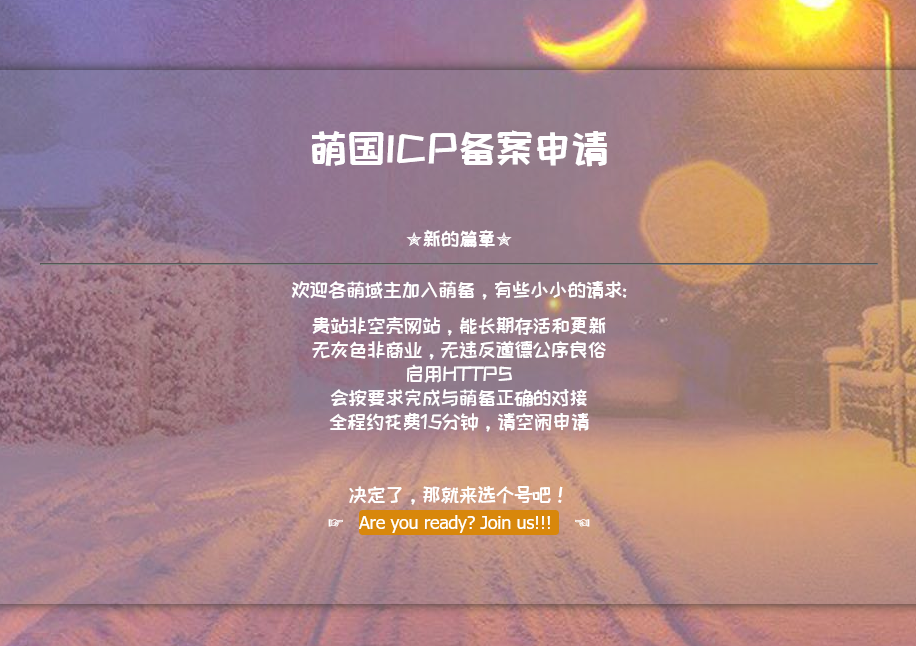 萌国ICP备案申请
✯新的篇章✯
欢迎各萌域主加入萌备，有些小小的请求:
贵站非空壳网站，能长期存活和更新
无灰色非商业，无违反道德公序良俗
启用HTTPS
会按要求完成与萌备正确的对接
全程约花费15分钟，请空闲申请
决定了，那就来选个号吧！
☞ Are you ready? Join us!!! ☜